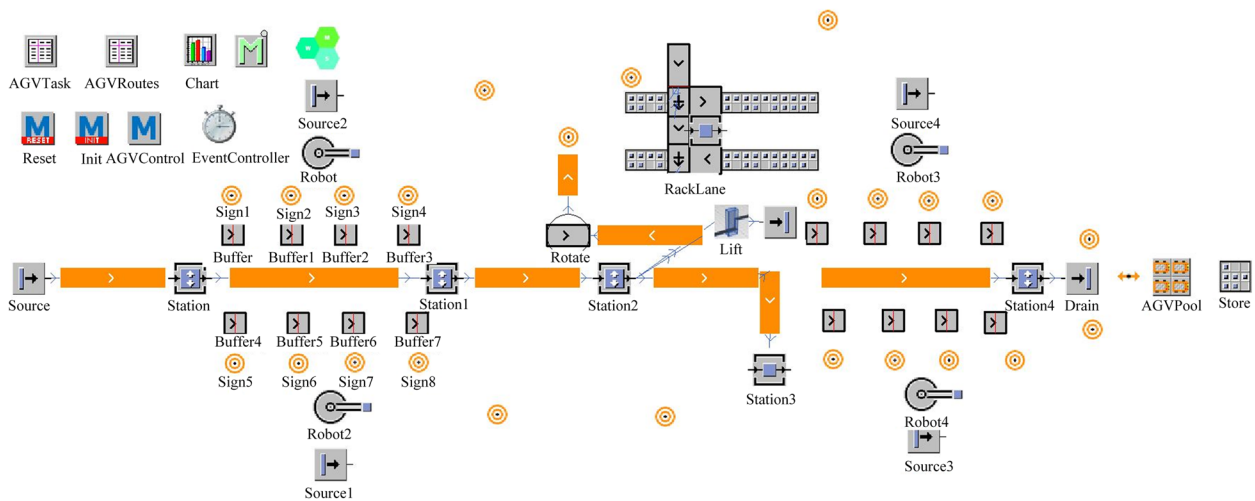 AGVTask AGVRoutes Chart
Source2 Source4
Reset Init AGVControl EventController
Robot Robot3
RackLane
Sign1 Sign2 Sign3 Sign4
Buffer Buffer1 Buffer2 Buffer3 Rotate Lift
Source Station Station1 Station2 Station4 Drain AGVPool Store
Buffer4 Buffer5 Buffer6 Buffer7
Sign5 Sign6 Sign7 Sign8 Station3
Robot2 Robot4
Source1 Source3
M
RESET
M
INIT
M
M